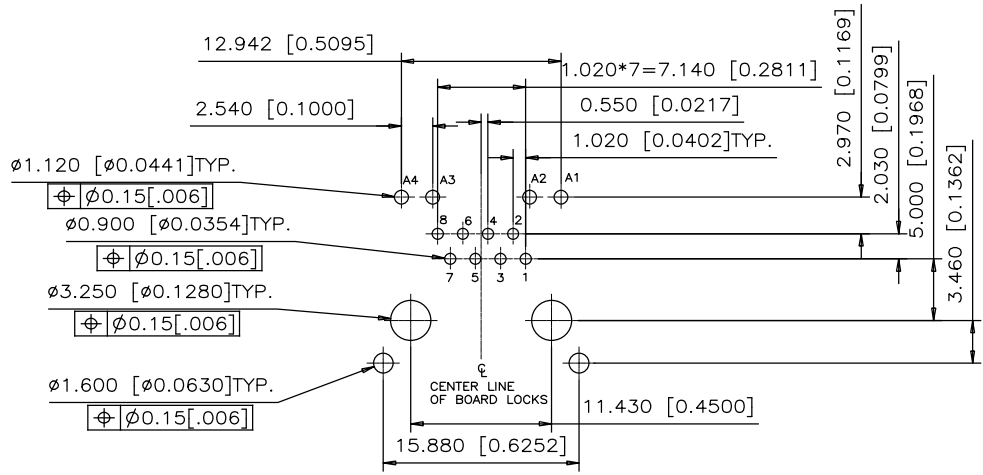 12.942 [0.5095]
1.020*7=7.140 [0.2811]
2.540 [0.1000]
0.550 [0.0217]
1.020 [0.0402]TYP.
2.970 [0.1169]
2.030 [0.0799]
5.000 [0.1968]
3.460 [0.1362]
ø1.120 [ø0.0441]TYP.
⌖ Ø0.15[.006]
A4 A3 A2 A1
ø0.900 [ø0.0354]TYP.
⌖ Ø0.15[.006]
8 6 4 2
7 5 3 1
ø3.250 [ø0.1280]TYP.
⌖ Ø0.15[.006]
ø1.600 [ø0.0630]TYP.
⌖ Ø0.15[.006]
℄
CENTER LINE
OF BOARD LOCKS
11.430 [0.4500]
15.880 [0.6252]